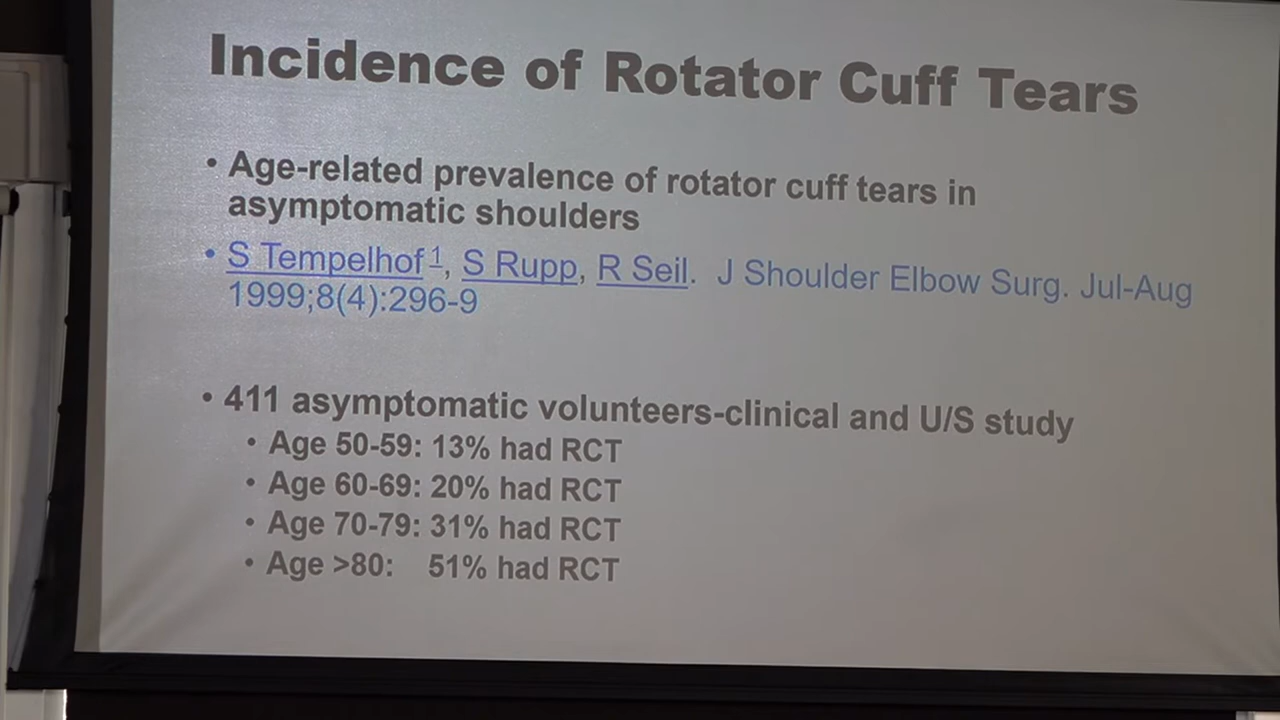 Incidence of Rotator Cuff Tears
• Age-related prevalence of rotator cuff tears in
asymptomatic shoulders
• S Tempelhof 1, S Rupp, R Seil. J Shoulder Elbow Surg. Jul-Aug
1999;8(4):296-9
• 411 asymptomatic volunteers-clinical and U/S study
• Age 50-59: 13% had RCT
• Age 60-69: 20% had RCT
• Age 70-79: 31% had RCT
• Age >80: 51% had RCT